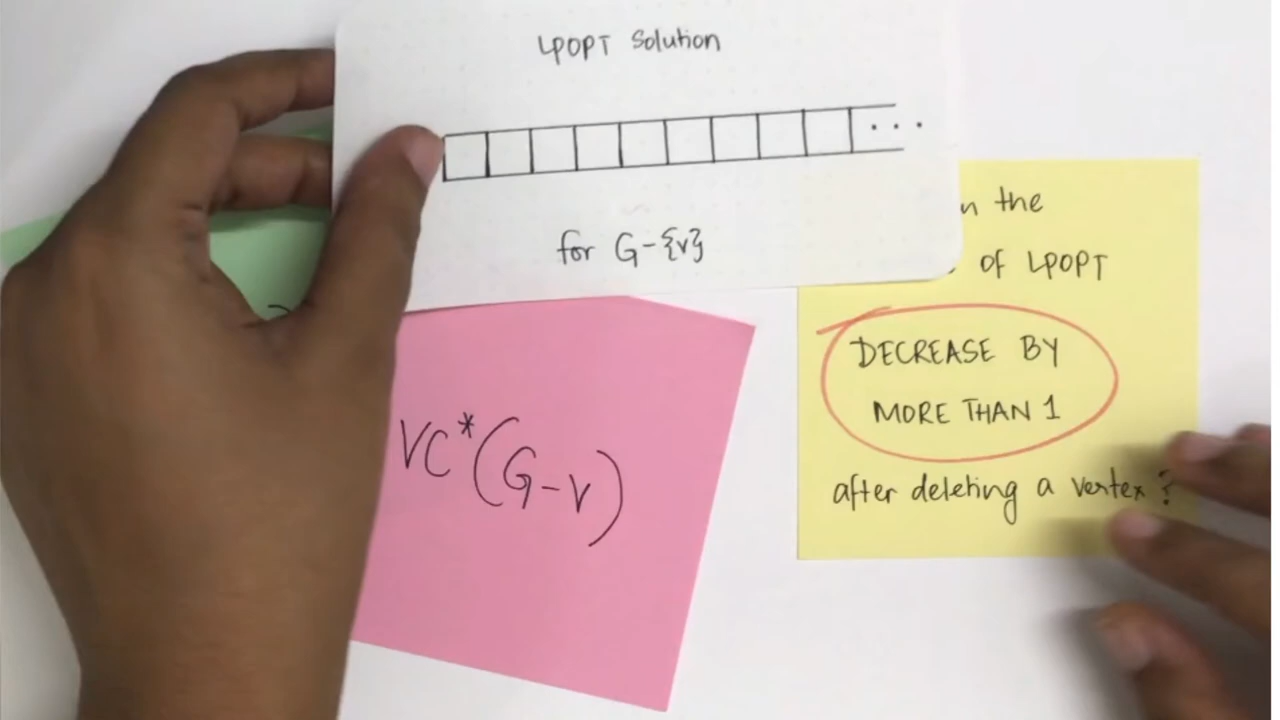 LPOPT Solution
...
for G-{v}
the
of LPOPT
DECREASE BY
MORE THAN 1
after deleting a vertex?
VC*(G-v)